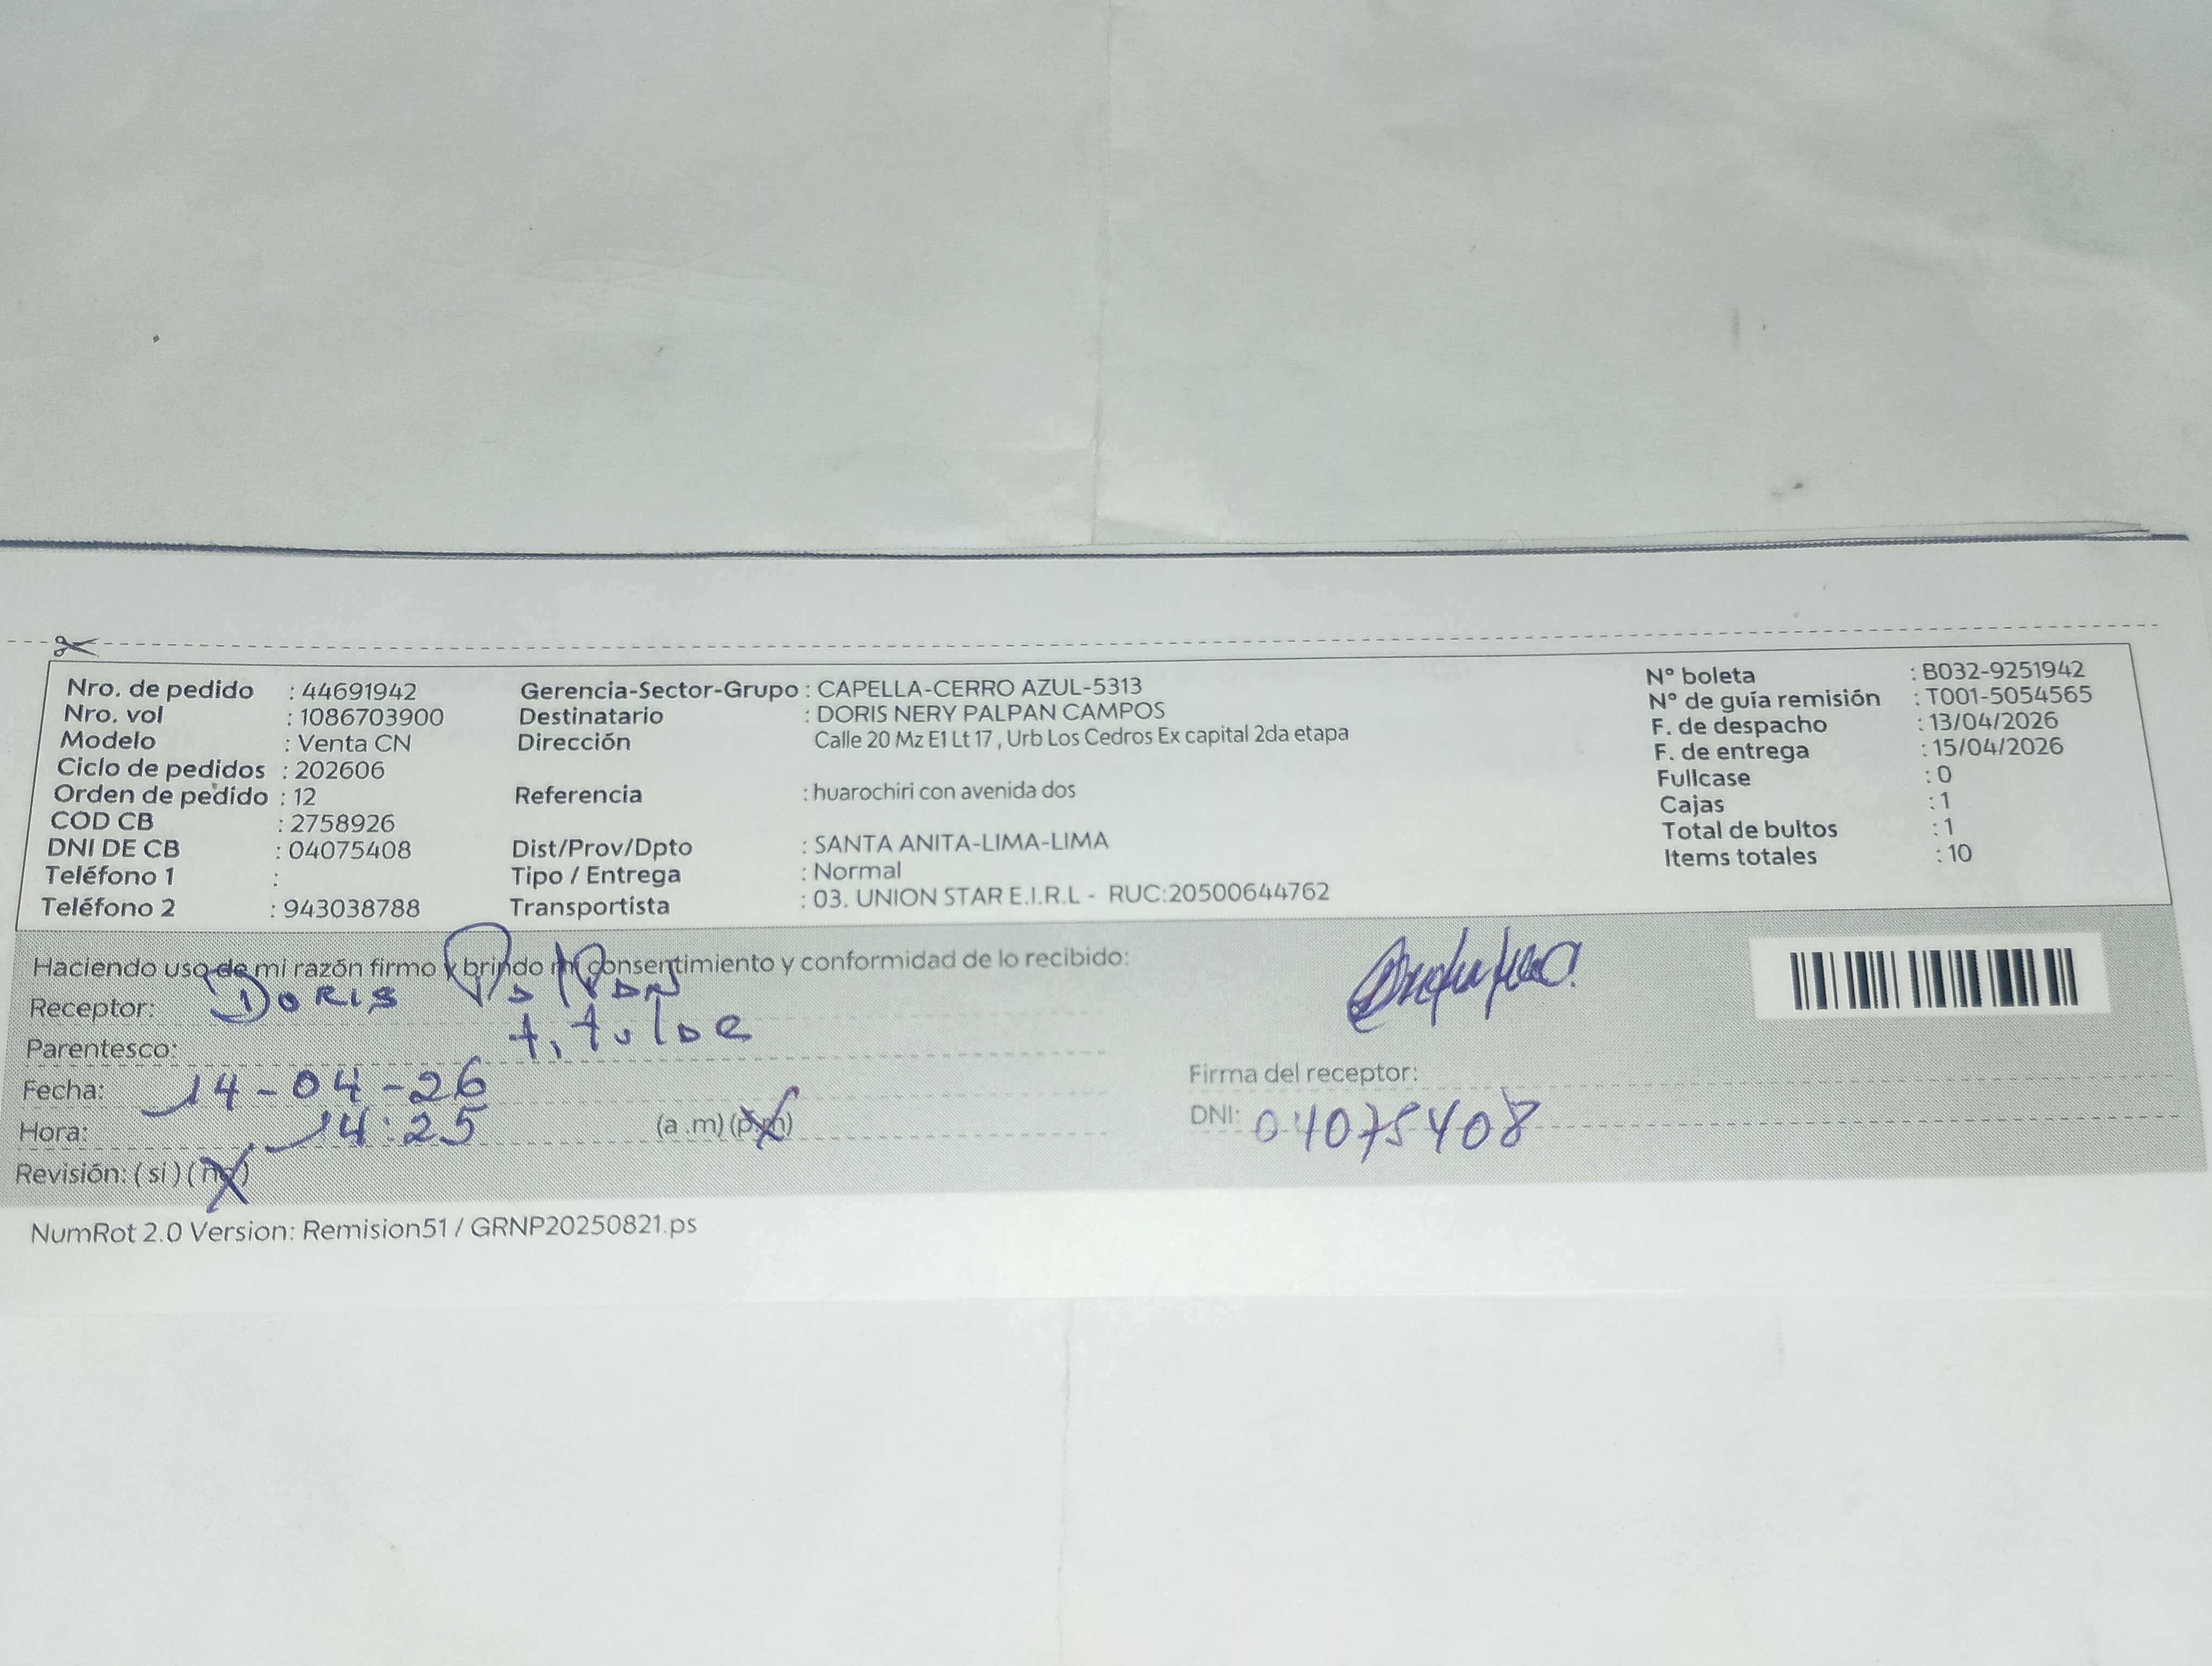 Nro. de pedido : 44691942 Gerencia-Sector-Grupo : CAPELLA-CERRO AZUL-5313 N° boleta : B032-9251942
Nro. vol : 1086703900 Destinatario : DORIS NERY PALPAN CAMPOS N° de guía remisión : T001-5054565
Modelo : Venta CN Dirección Calle 20 Mz E1 Lt 17 , Urb Los Cedros Ex capital 2da etapa F. de despacho : 13/04/2026
Ciclo de pedidos : 202606 F. de entrega : 15/04/2026
Orden de pedido : 12 Referencia : huarochiri con avenida dos Fullcase : 0
COD CB : 2758926 Cajas : 1
DNI DE CB : 04075408 Dist/Prov/Dpto : SANTA ANITA-LIMA-LIMA Total de bultos : 1
Teléfono 1 : Tipo / Entrega : Normal Items totales : 10
Teléfono 2 : 943038788 Transportista : 03. UNION STAR E.I.R.L - RUC:20500644762
Haciendo uso de mi razón firmo y brindo mi consentimiento y conformidad de lo recibido:
Receptor: DORIS Palpan
Parentesco: titular
Fecha: 14-04-26 Firma del receptor:
Hora: 14:25 (a.m) (p.m) DNI: 04075408
Revisión: (si) (no)
NumRot 2.0 Version: Remision51 / GRNP20250821.ps